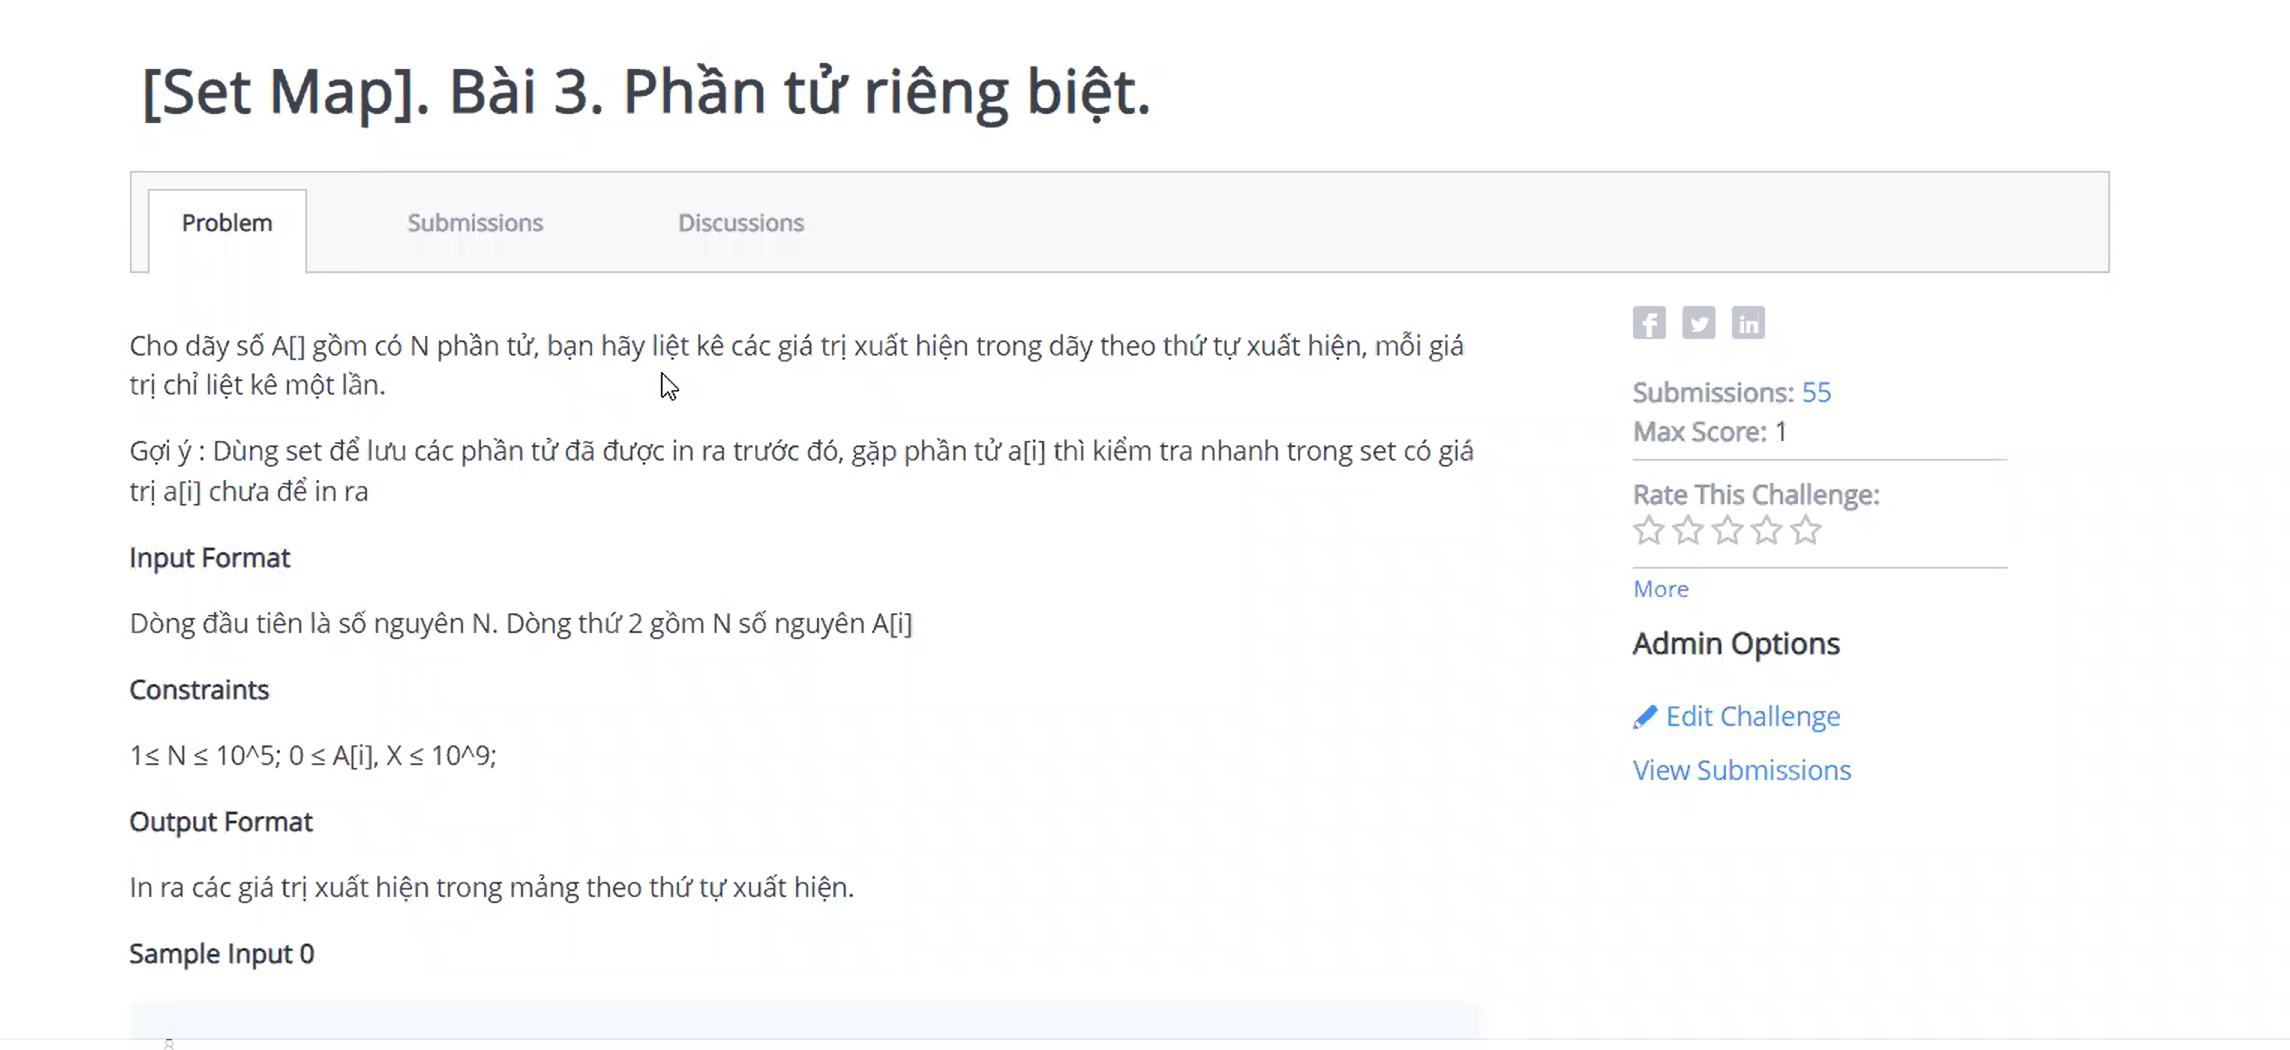 [Set Map]. Bài 3. Phần tử riêng biệt.
Problem
Submissions
Discussions
Cho dãy số A[] gồm có N phần tử, bạn hãy liệt kê các giá trị xuất hiện trong dãy theo thứ tự xuất hiện, mỗi giá
trị chỉ liệt kê một lần.
Gợi ý : Dùng set để lưu các phần tử đã được in ra trước đó, gặp phần tử a[i] thì kiểm tra nhanh trong set có giá
trị a[i] chưa để in ra
Input Format
Dòng đầu tiên là số nguyên N. Dòng thứ 2 gồm N số nguyên A[i]
Constraints
1≤ N ≤ 10^5; 0 ≤ A[i], X ≤ 10^9;
Output Format
In ra các giá trị xuất hiện trong mảng theo thứ tự xuất hiện.
Sample Input 0
Submissions: 55
Max Score: 1
Rate This Challenge:
More
Admin Options
Edit Challenge
View Submissions